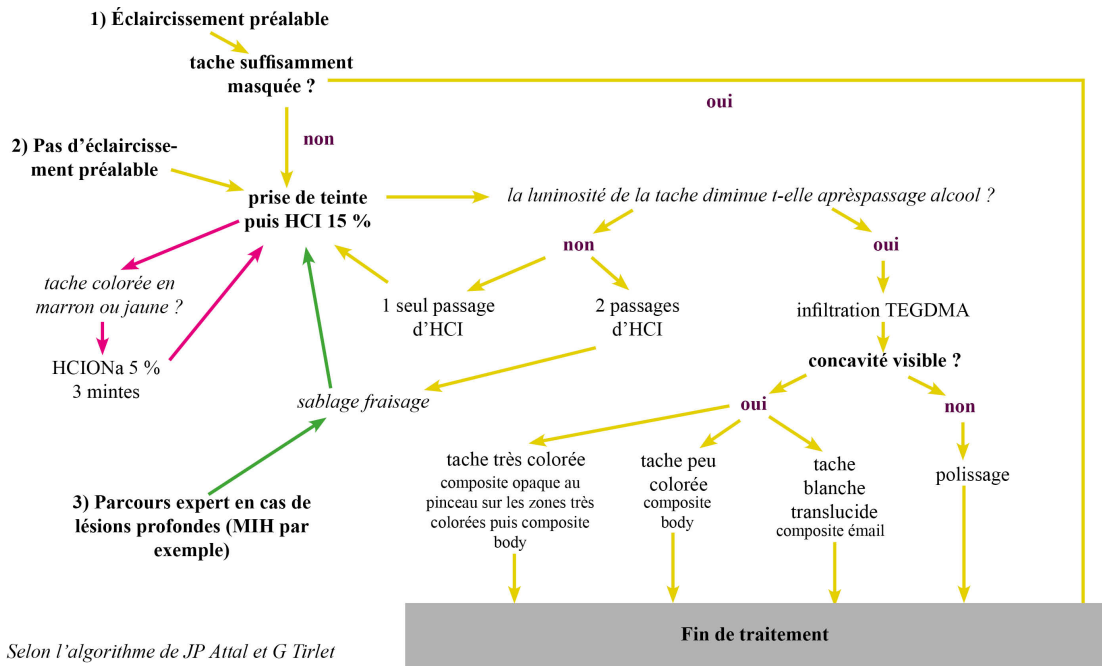 1) Éclaircissement préalable
tache suffisamment
masquée ?
oui
non
2) Pas d'éclaircisse-
ment préalable
prise de teinte
puis HCI 15 %
la luminosité de la tache diminue t-elle aprèspassage alcool ?
non
oui
tache colorée en
marron ou jaune ?
1 seul passage
d'HCI
2 passages
d'HCI
infiltration TEGDMA
HCIONa 5 %
3 mintes
concavité visible ?
sablage fraisage
oui
non
tache très colorée
composite opaque au
pinceau sur les zones très
colorées puis composite
body
tache peu
colorée
composite
body
tache
blanche
translucide
composite émail
polissage
3) Parcours expert en cas de
lésions profondes (MIH par
exemple)
Fin de traitement
Selon l'algorithme de JP Attal et G Tirlet